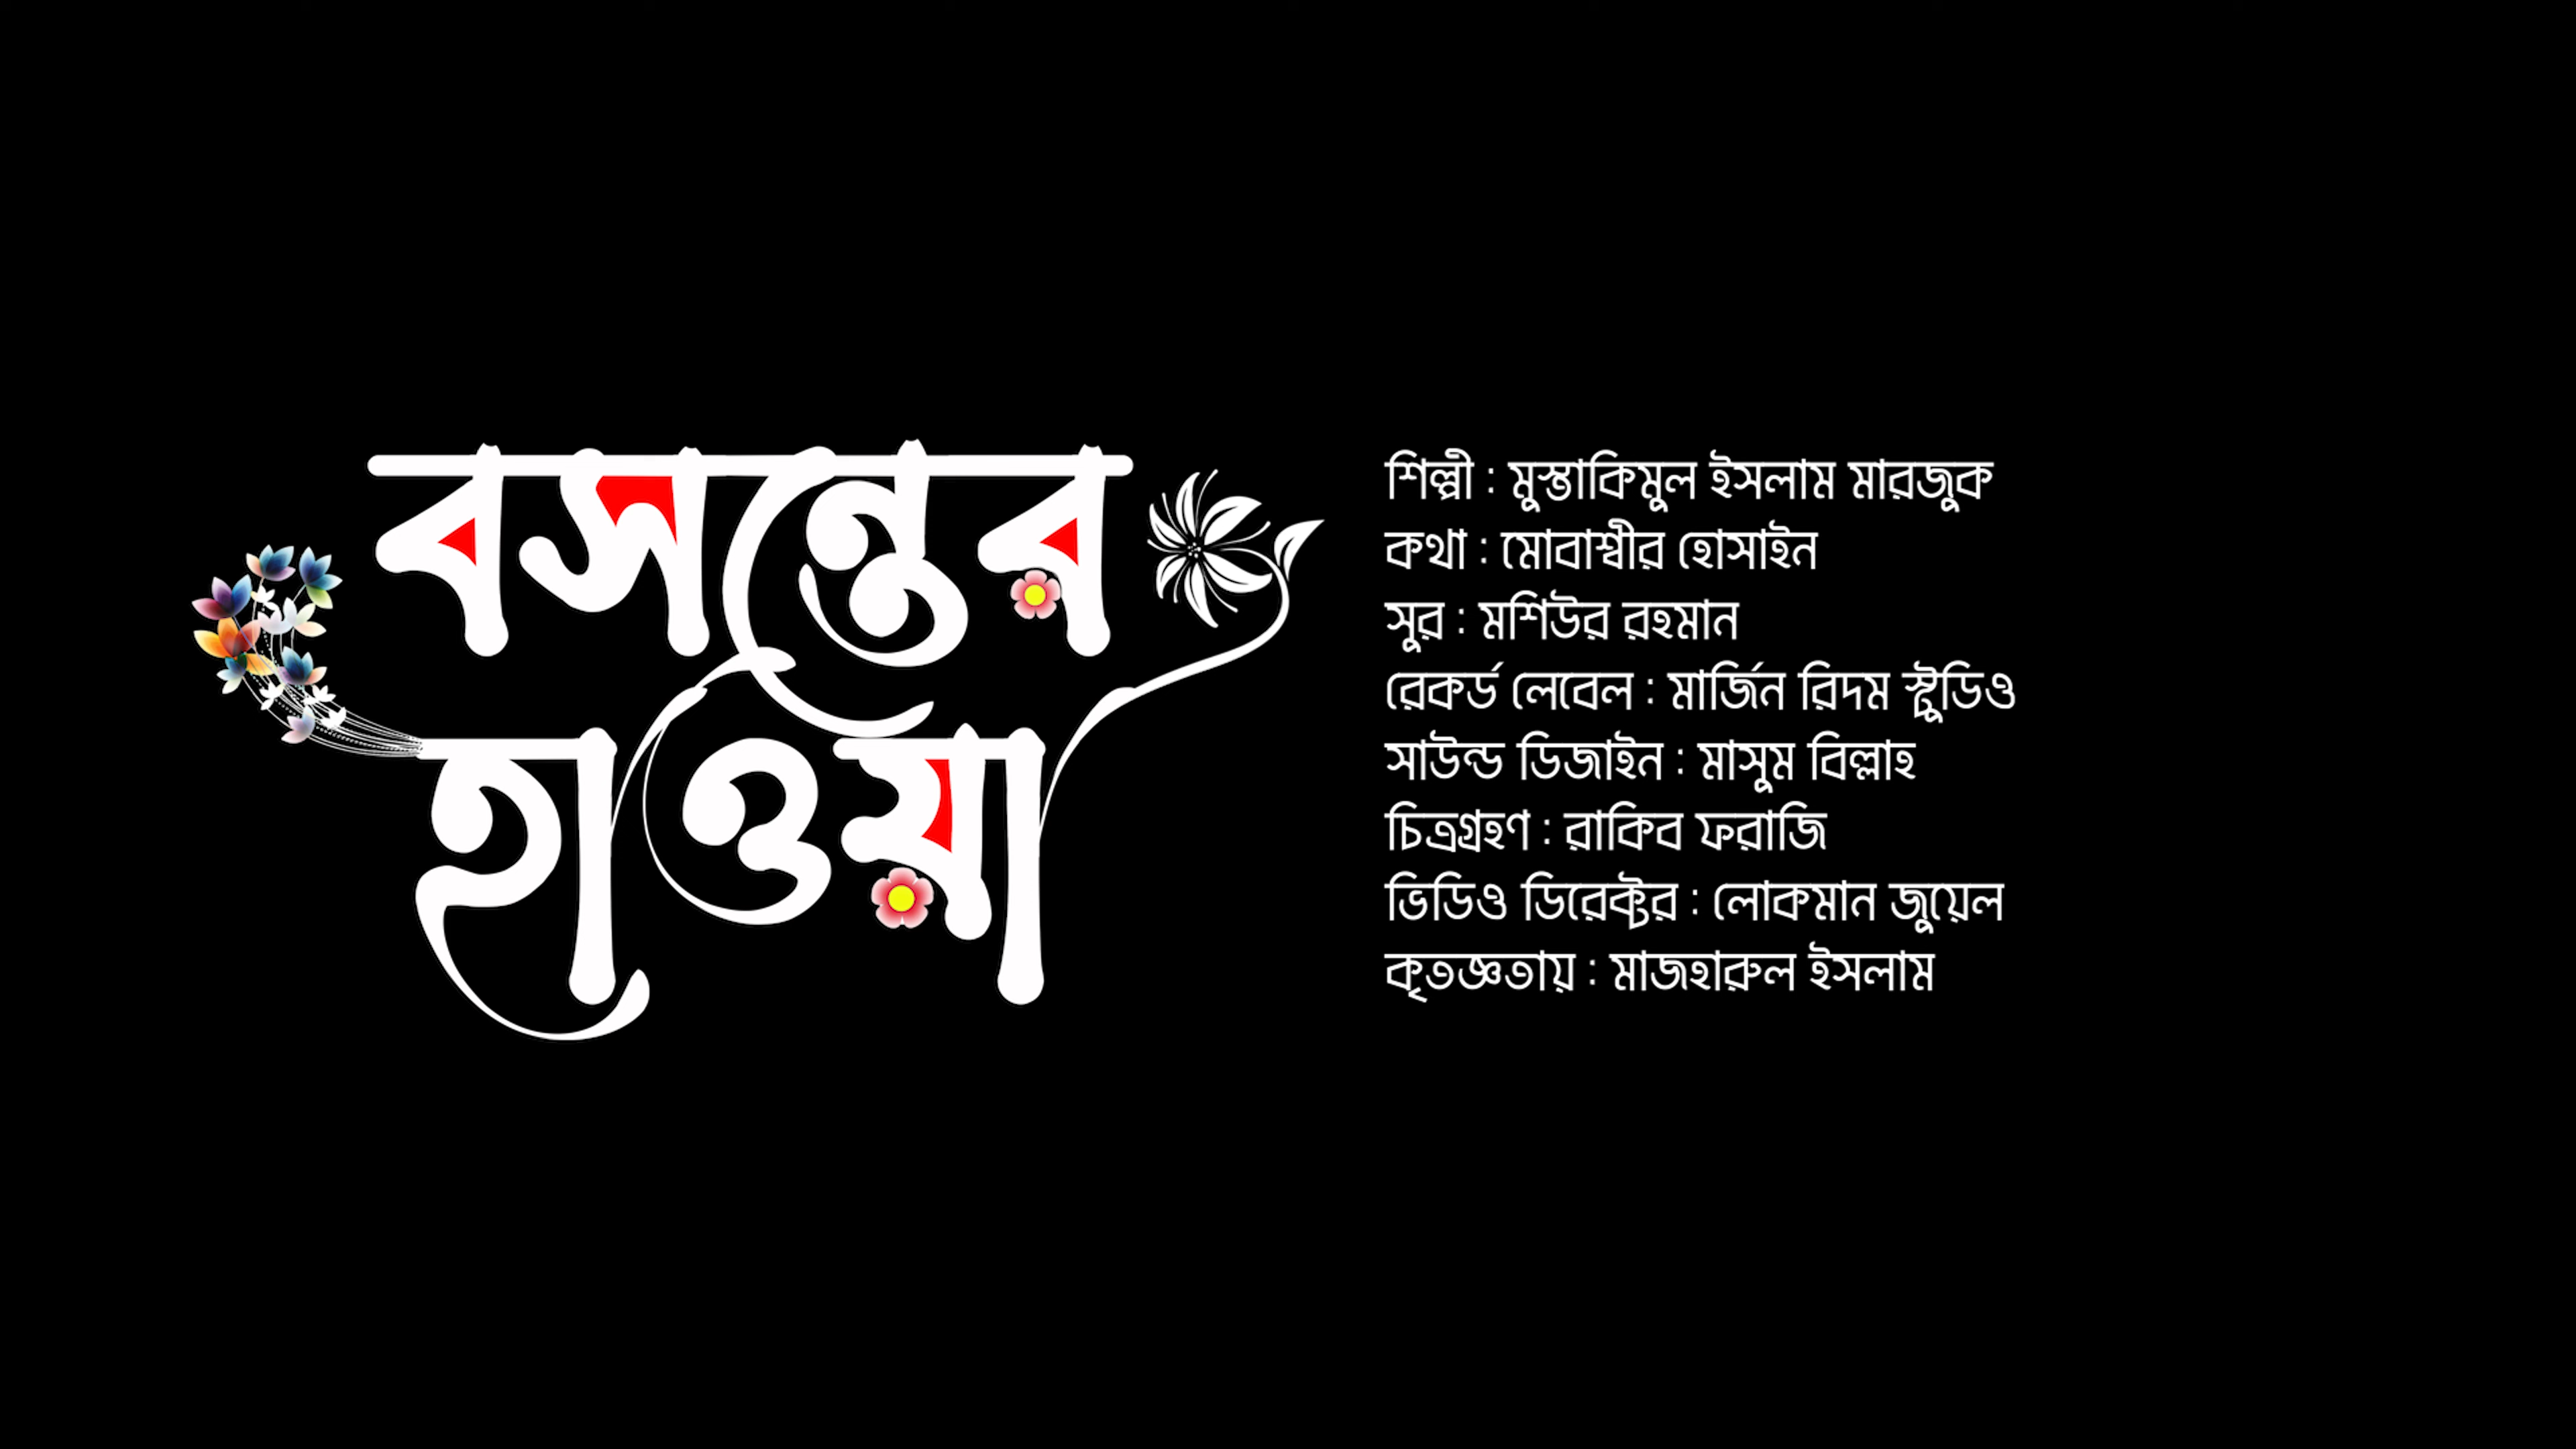 বসন্তের
হাওয়া
শিল্পী : মুস্তাকিমুল ইসলাম মারজুক
কথা : মোবাশ্বীর হোসাইন
সুর : মশিউর রহমান
রেকর্ড লেবেল : মার্জিন রিদম স্টুডিও
সাউন্ড ডিজাইন : মাসুম বিল্লাহ
চিত্রগ্রহণ : রাকিব ফরাজি
ভিডিও ডিরেক্টর : লোকমান জুয়েল
কৃতজ্ঞতায় : মাজহারুল ইসলাম